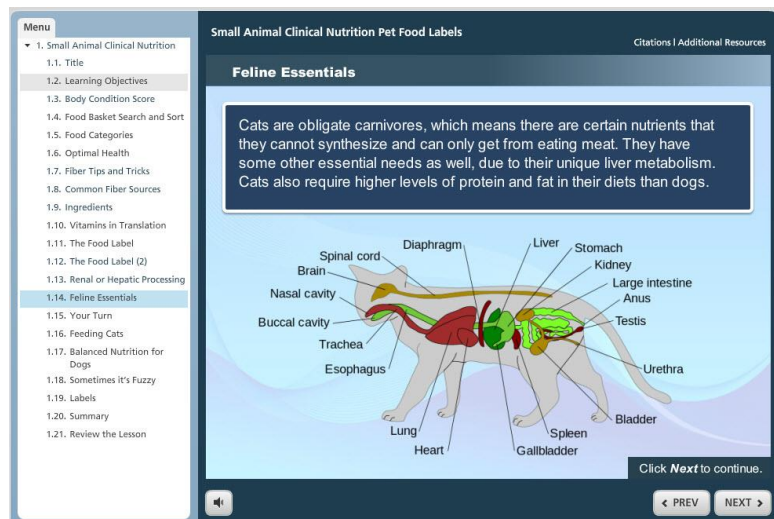 Menu
1. Small Animal Clinical Nutrition
1.1. Title
1.2. Learning Objectives
1.3. Body Condition Score
1.4. Food Basket Search and Sort
1.5. Food Categories
1.6. Optimal Health
1.7. Fiber Tips and Tricks
1.8. Common Fiber Sources
1.9. Ingredients
1.10. Vitamins in Translation
1.11. The Food Label
1.12. The Food Label (2)
1.13. Renal or Hepatic Processing
1.14. Feline Essentials
1.15. Your Turn
1.16. Feeding Cats
1.17. Balanced Nutrition for
Dogs
1.18. Sometimes it's Fuzzy
1.19. Labels
1.20. Summary
1.21. Review the Lesson
Small Animal Clinical Nutrition Pet Food Labels
Citations | Additional Resources
Feline Essentials
Cats are obligate carnivores, which means there are certain nutrients that
they cannot synthesize and can only get from eating meat. They have
some other essential needs as well, due to their unique liver metabolism.
Cats also require higher levels of protein and fat in their diets than dogs.
Diaphragm
Liver
Stomach
Spinal cord
Kidney
Brain
Large intestine
Nasal cavity
Anus
Buccal cavity
Testis
Trachea
Esophagus
Urethra
Bladder
Lung
Spleen
Heart
Gallbladder
Click Next to continue.
PREV
NEXT